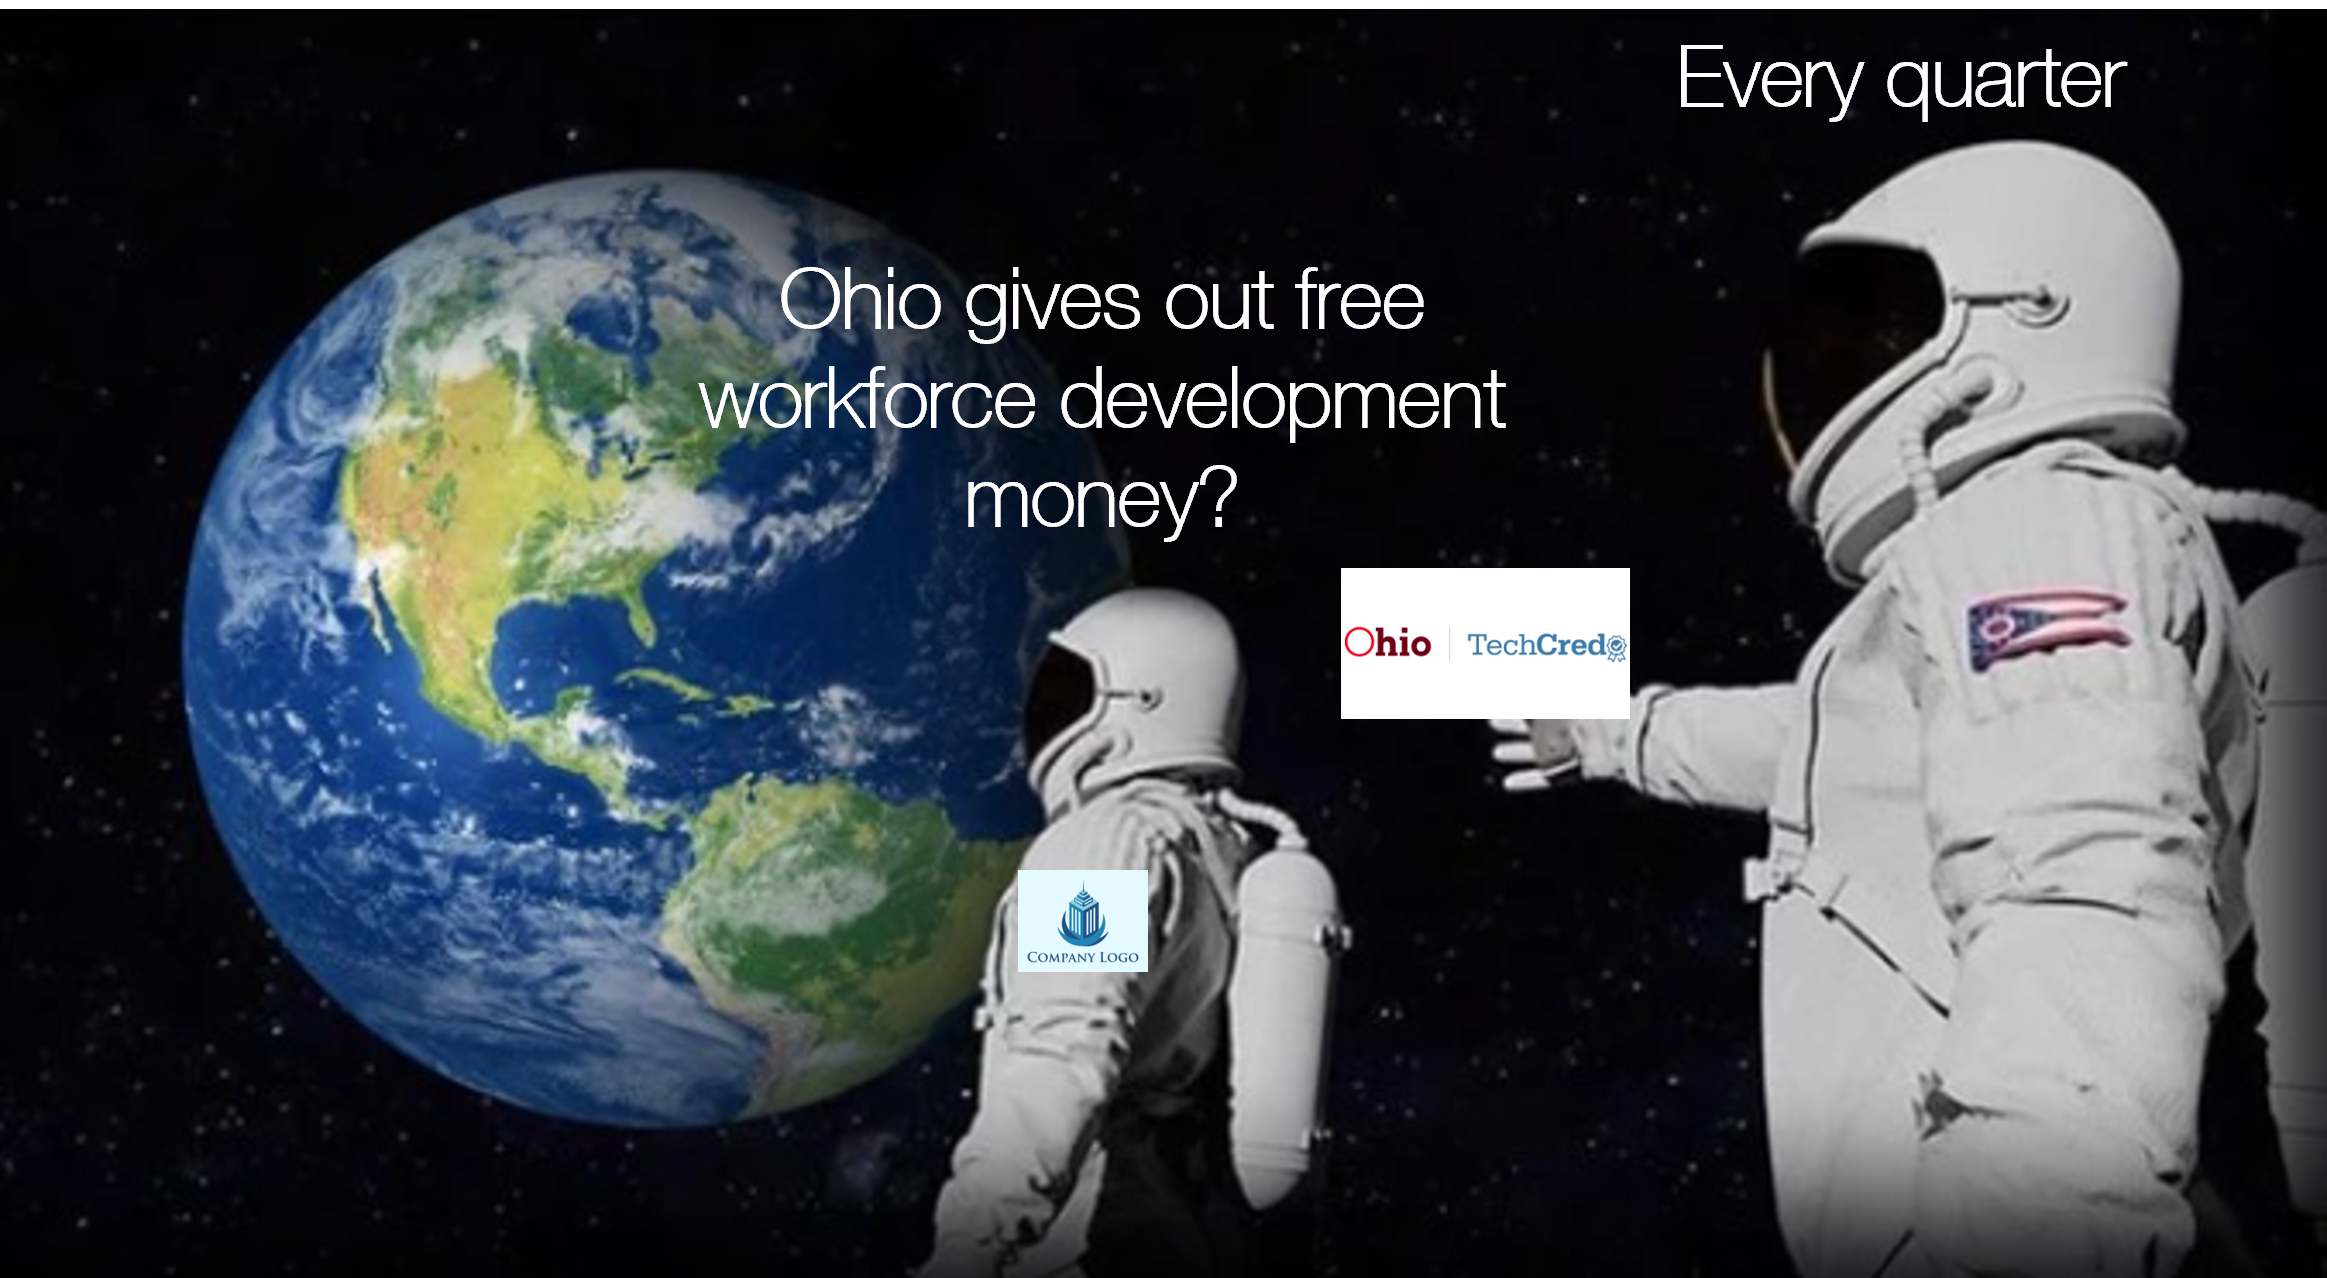 Every quarter
Ohio gives out free
workforce development
money?
Ohio | TechCred
COMPANY LOGO